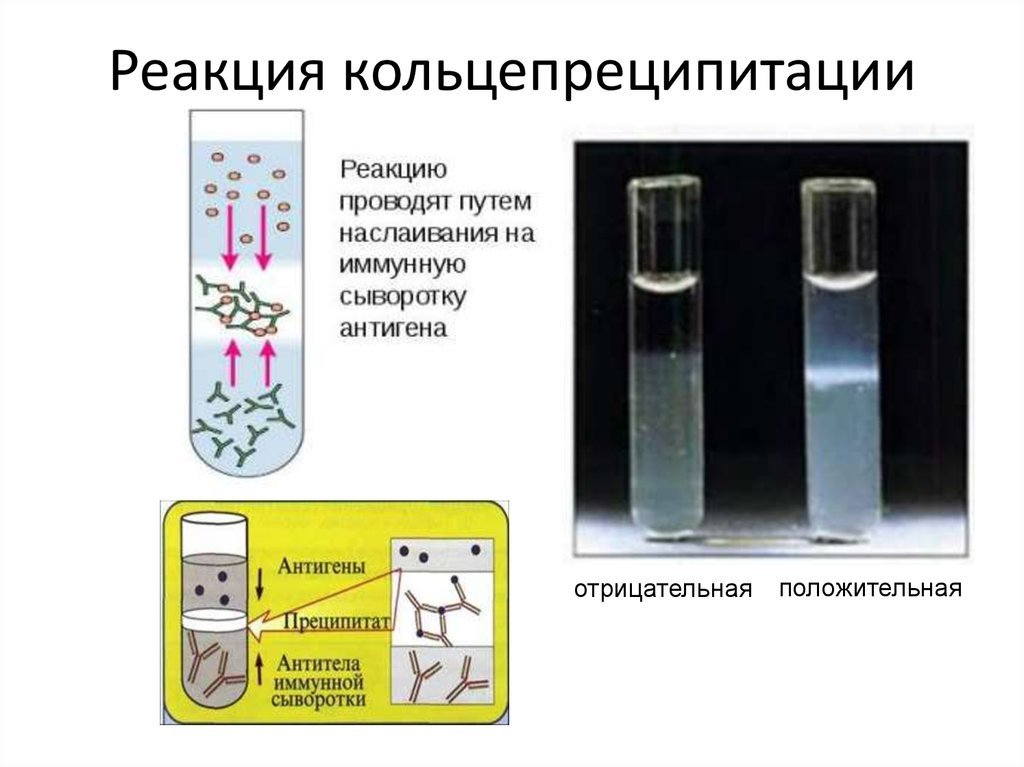 Реакция кольцепреципитации
Реакцию
проводят путем
наслаивания на
иммунную
сыворотку
антигена
отрицательная положительная
Антигены
Преципитат
Антитела
иммунной
сыворотки